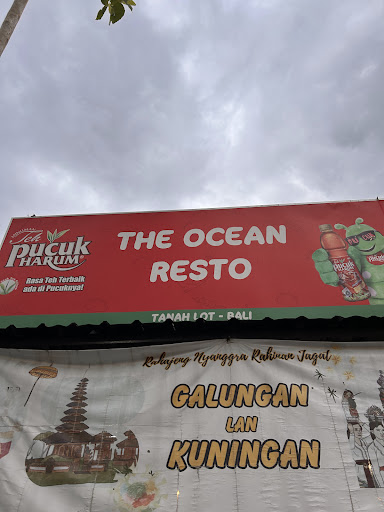 Teh
Pucuk
HARUM
Rasa Teh Terbaik
ada di Pucuknya!
THE OCEAN
RESTO
TANAH LOT - BALI
Rahajeng Nyanggra Rahinan Jagat
GALUNGAN
LAN
KUNINGAN